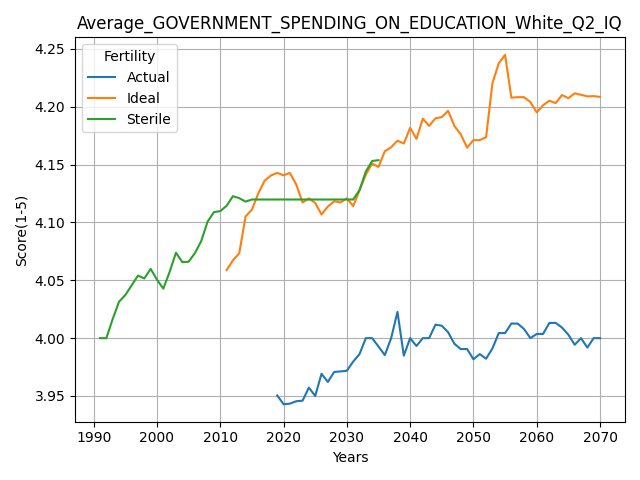 Average_GOVERNMENT_SPENDING_ON_EDUCATION_White_Q2_IQ
Fertility
Actual
Ideal
Sterile
Score(1-5)
4.25
4.20
4.15
4.10
4.05
4.00
3.95
1990 2000 2010 2020 2030 2040 2050 2060 2070
Years